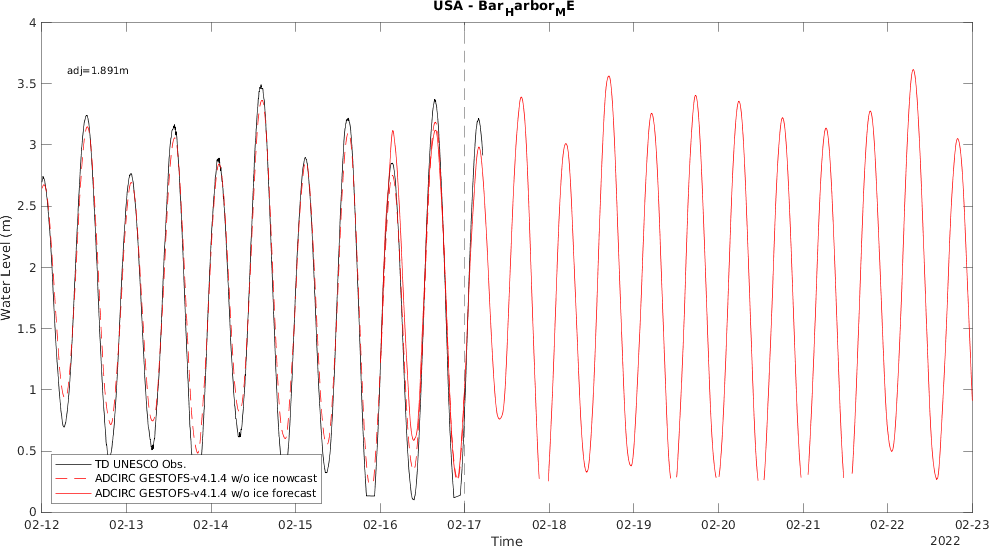 USA - Bar_Harbor_ME
4
adj=1.891m
3.5
3
2.5
2
Water Level (m)
1.5
1
0.5
TD UNESCO Obs.
ADCIRC GESTOFS-v4.1.4 w/o ice nowcast
ADCIRC GESTOFS-v4.1.4 w/o ice forecast
0
02-12 02-13 02-14 02-15 02-16 02-17 02-18 02-19 02-20 02-21 02-22 02-23
Time
2022